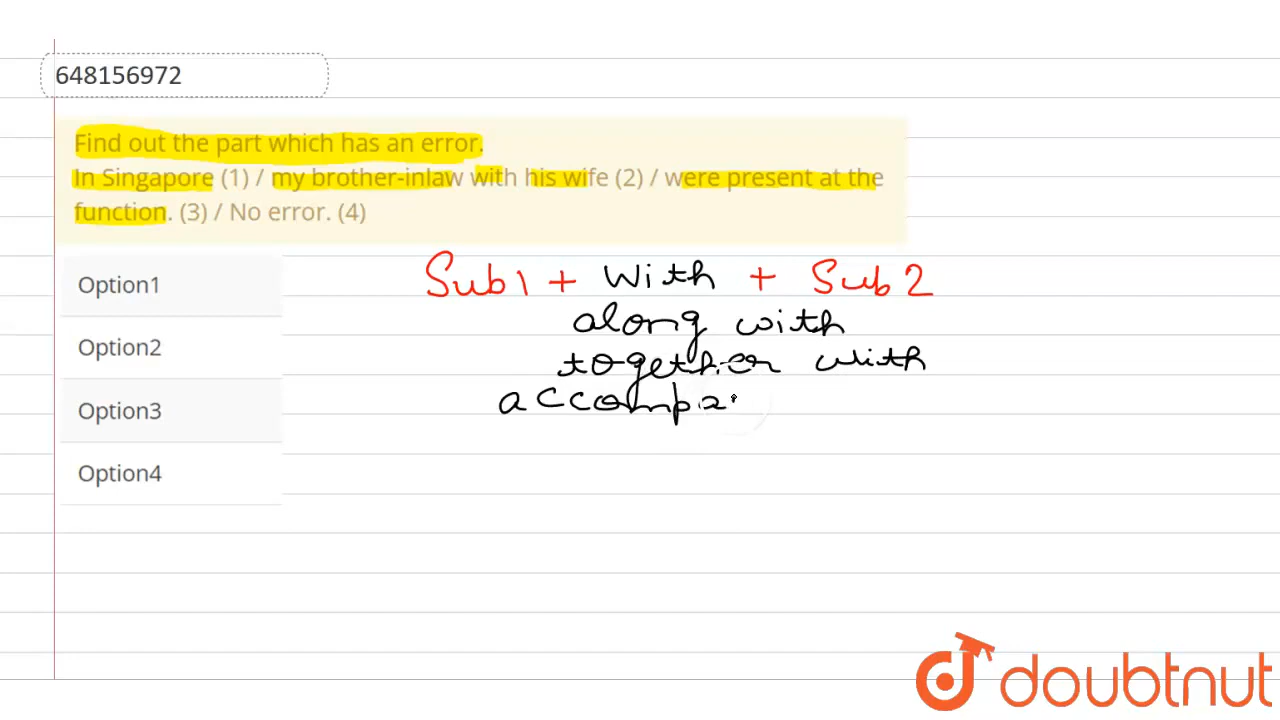 648156972
Find out the part which has an error.
In Singapore (1) / my brother-inlaw with his wife (2) / were present at the
function. (3) / No error. (4)
Option1
Option2
Option3
Option4
Sub1 + With + Sub2
along with
together with
accompa
doubtnut